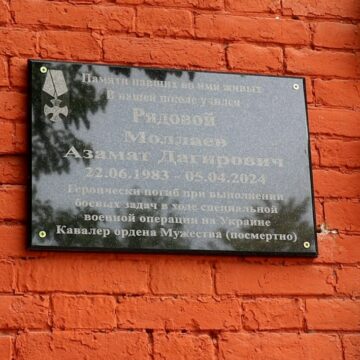 Памяти павших во имя живых
В нашей школе учился
Рядовой
Моллаев
Азамат Дагирович
22.06.1983 - 05.04.2024
Героически погиб при выполнении
боевых задач в ходе специальной
военной операции на Украине
Кавалер ордена Мужества (посмертно)